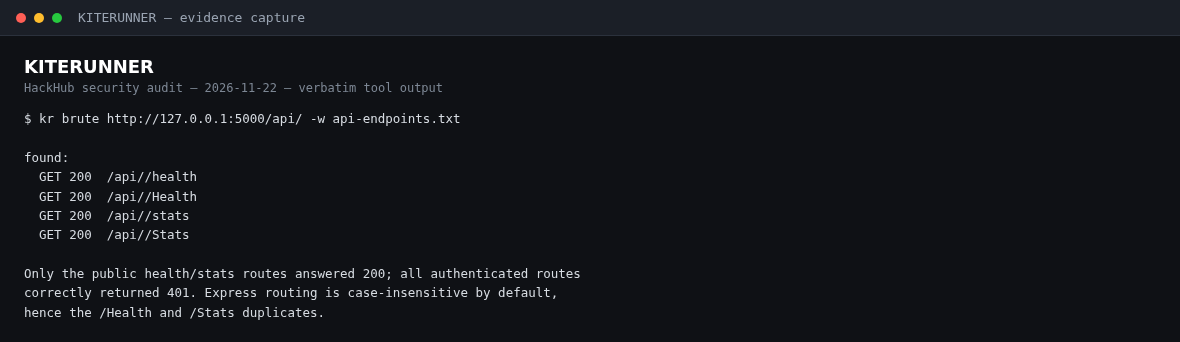 KITERUNNER — evidence capture
KITERUNNER
HackHub security audit — 2026-11-22 — verbatim tool output
$ kr brute http://127.0.0.1:5000/api/ -w api-endpoints.txt
found:
  GET 200  /api//health
  GET 200  /api//Health
  GET 200  /api//stats
  GET 200  /api//Stats
Only the public health/stats routes answered 200; all authenticated routes
correctly returned 401. Express routing is case-insensitive by default,
hence the /Health and /Stats duplicates.